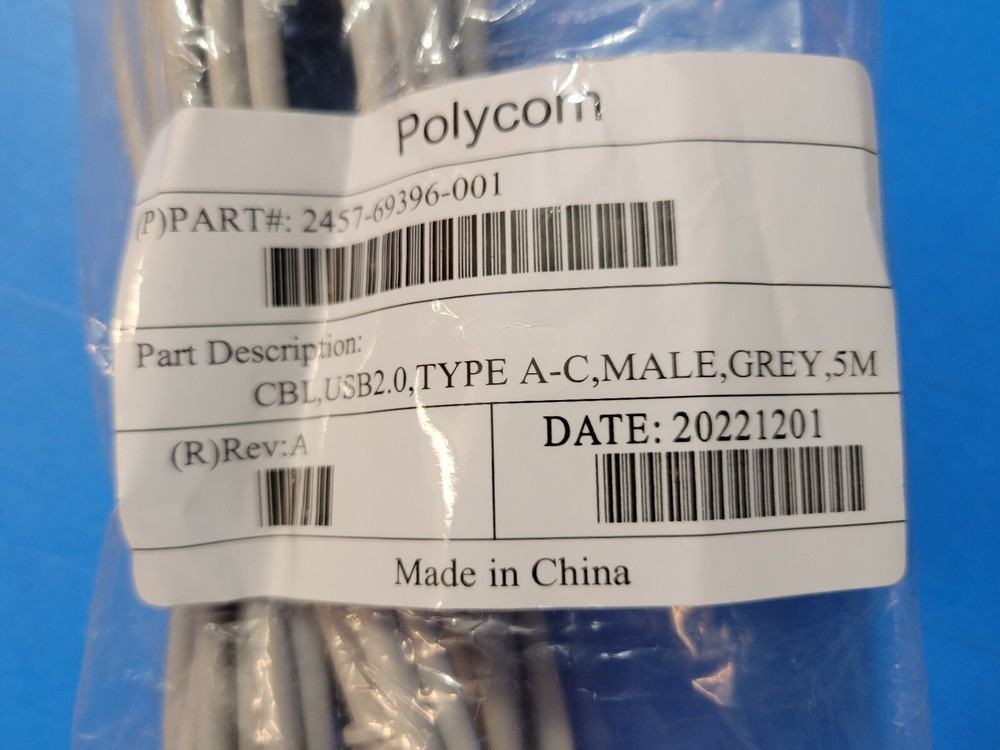 Polycom
(P)PART#: 2457-69396-001
Part Description:
CBL,USB2.0,TYPE A-C,MALE,GREY,5M
(R)Rev:A
DATE: 20221201
Made in China